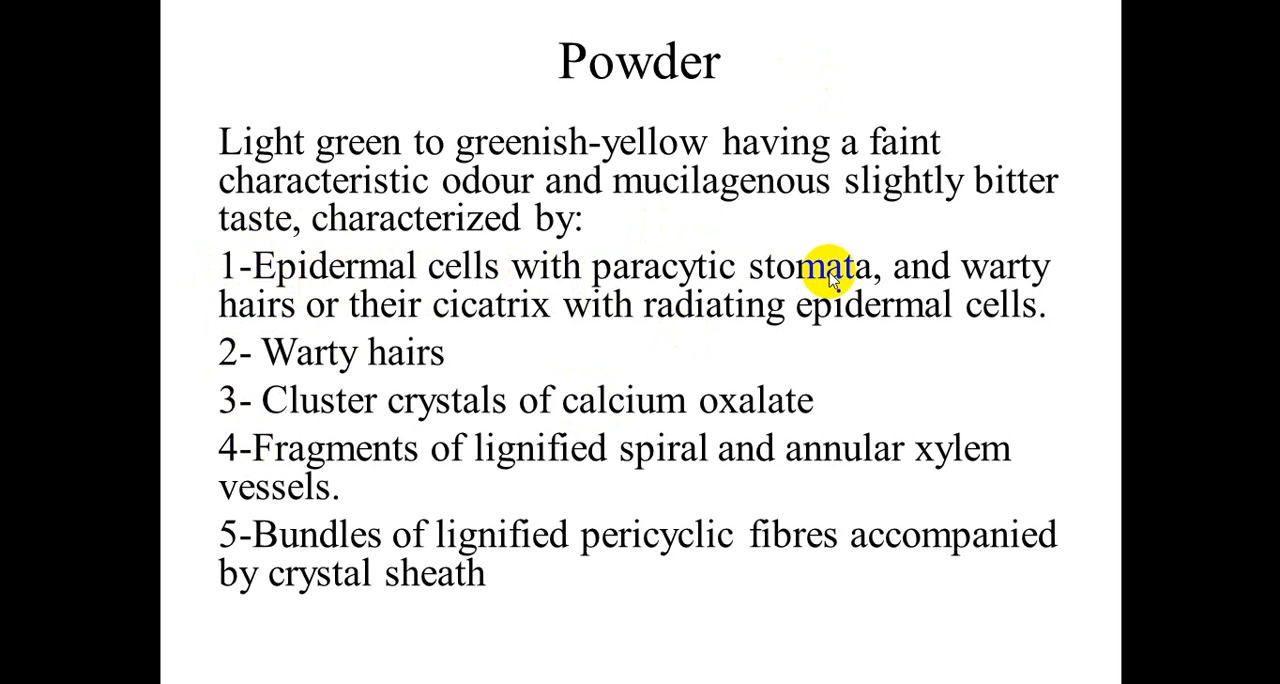 Powder
Light green to greenish-yellow having a faint
characteristic odour and mucilagenous slightly bitter
taste, characterized by:
1-Epidermal cells with paracytic stomata, and warty
hairs or their cicatrix with radiating epidermal cells.
2- Warty hairs
3- Cluster crystals of calcium oxalate
4-Fragments of lignified spiral and annular xylem
vessels.
5-Bundles of lignified pericyclic fibres accompanied
by crystal sheath